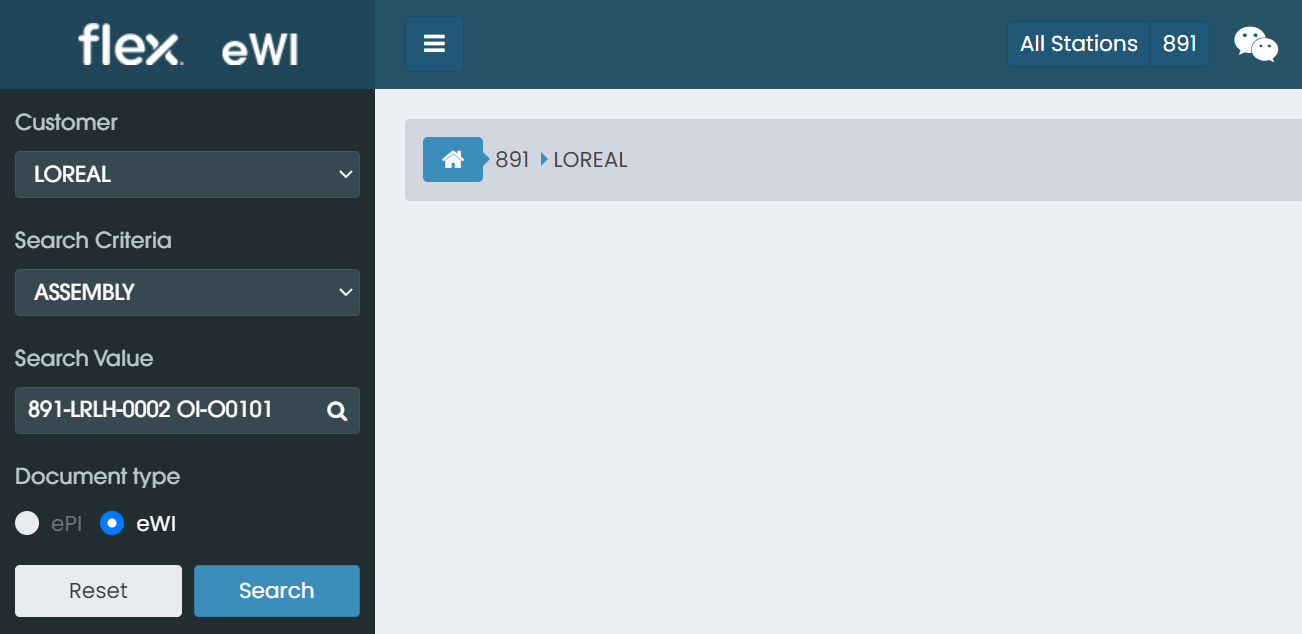 flex. eWI
All Stations 891
Customer
LOREAL
Search Criteria
ASSEMBLY
Search Value
891-LRLH-0002 OI-O0101
Document type
ePI eWI
Reset Search
891 LOREAL